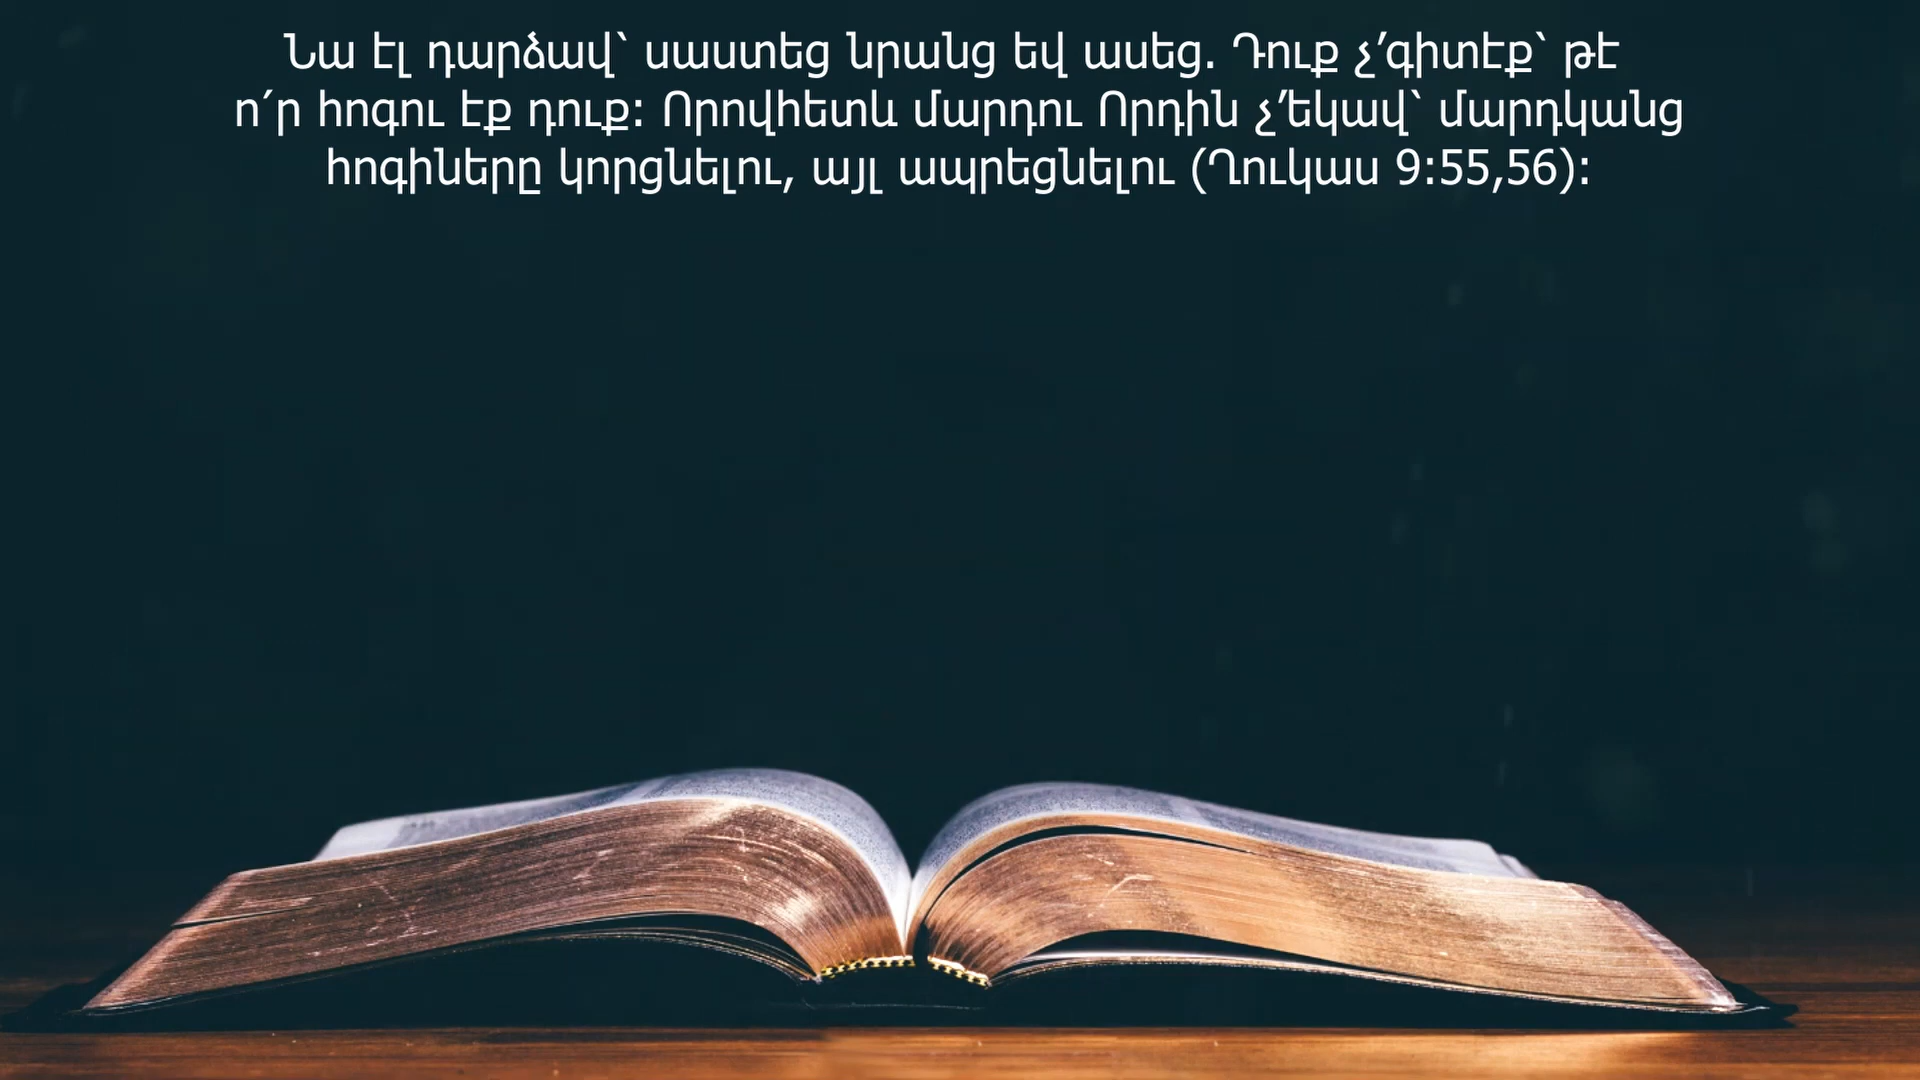 Նա էլ դարձավ՝ սաստեց նրանց եվ ասեց. Դուք չ՚գիտէք՝ թէ
ո՛ր հոգու էք դուք: Որովհետև մարդու Որդին չ՚եկավ՝ մարդկանց
հոգիները կորցնելու, այլ ապրեցնելու (Ղուկաս 9:55,56):